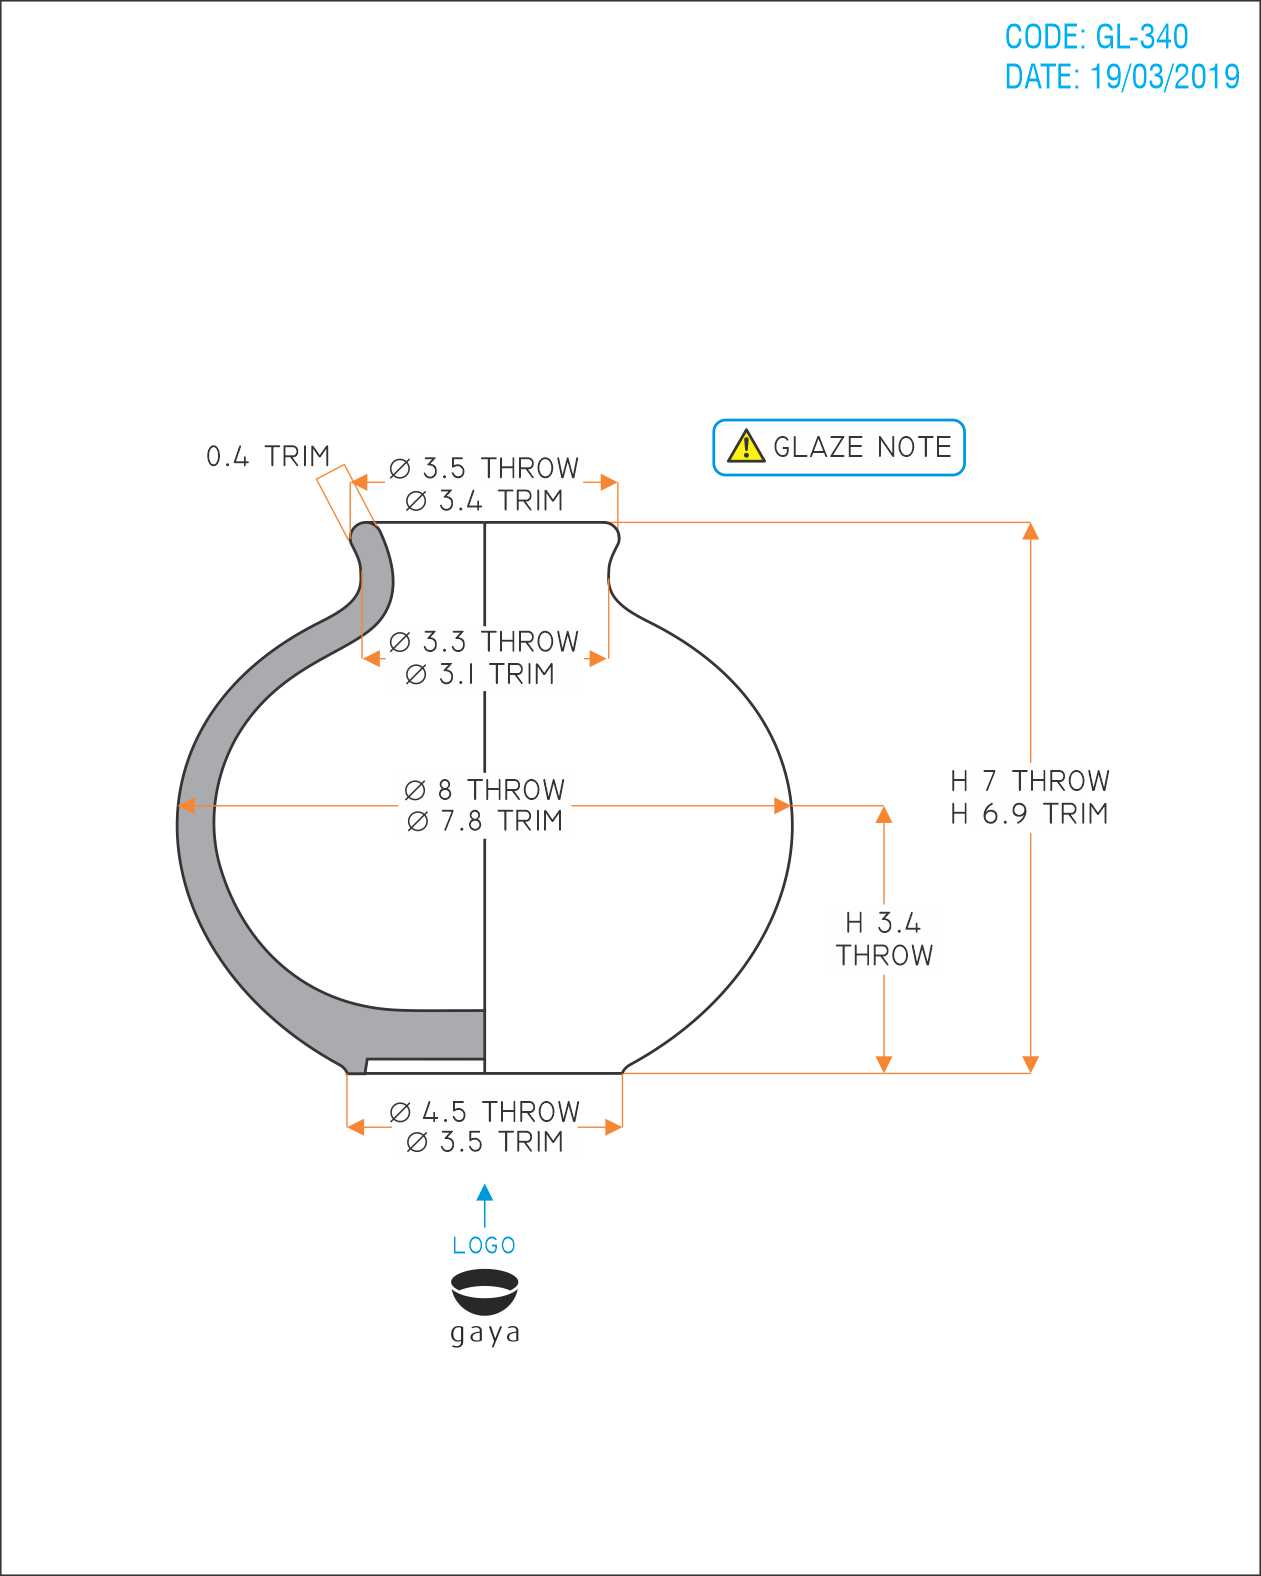 CODE: GL-340
DATE: 19/03/2019
GLAZE NOTE
0.4 TRIM
Ø 3.5 THROW
Ø 3.4 TRIM
Ø 3.3 THROW
Ø 3.1 TRIM
Ø 8 THROW
Ø 7.8 TRIM
H 7 THROW
H 6.9 TRIM
H 3.4
THROW
Ø 4.5 THROW
Ø 3.5 TRIM
LOGO
gaya